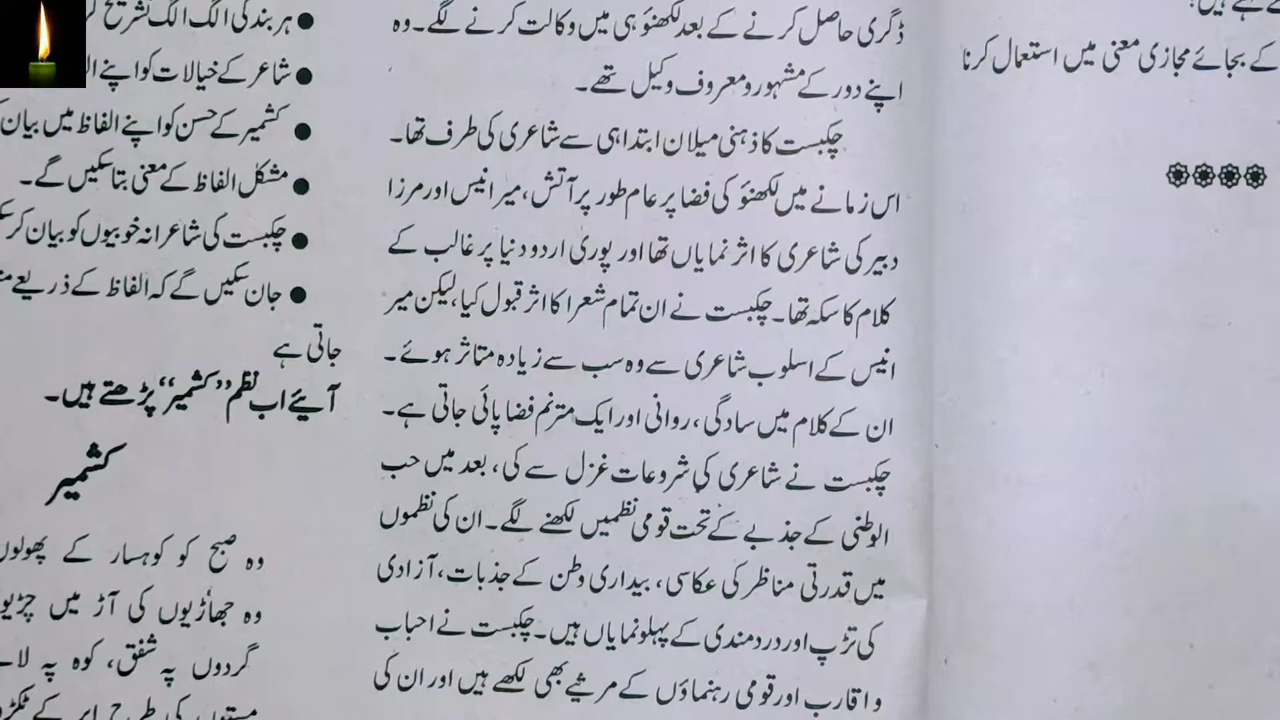 کے بجائے مجازی معنی میں استعمال کرنا
ڈگری حاصل کرنے کے بعد لکھنؤ ہی میں وکالت کرنے لگے۔ وہ
اپنے دور کے مشہور و معروف وکیل تھے۔
چکبست کا ذہنی میلان ابتدا ہی سے شاعری کی طرف تھا۔
اس زمانے میں لکھنؤ کی فضا پر عام طور پر آتش، میر انیس اور مرزا
دبیر کی شاعری کا اثر نمایاں تھا اور پوری اردو دنیا پر غالب کے
کلام کا سکہ تھا۔ چکبست نے ان تمام شعرا کا اثر قبول کیا، لیکن میر
انیس کے اسلوب شاعری سے وہ سب سے زیادہ متاثر ہوئے۔
ان کے کلام میں سادگی، روانی اور ایک مترنم فضا پائی جاتی ہے۔
چکبست نے شاعری کی شروعات غزل سے کی، بعد میں حب
الوطنی کے جذبے کے تحت قومی نظمیں لکھنے لگے۔ ان کی نظموں
میں قدرتی مناظر کی عکاسی، بیداری وطن کے جذبات، آزادی
کی تڑپ اور درد مندی کے پہلو نمایاں ہیں۔ چکبست نے احباب
و اقارب اور قومی رہنماؤں کے مرثیے بھی لکھے ہیں اور ان کی
● ہر بند کی الگ الگ تشریح
● شاعر کے خیالات کو اپنے
● کشمیر کے حسن کو اپنے الفاظ میں بیان
● مشکل الفاظ کے معنی بتا سکیں گے۔
● چکبست کی شاعرانہ خوبیوں کو بیان کر
● جان سکیں گے کہ الفاظ کے ذریعے
جاتی ہے
آیئے اب نظم ’’کشمیر‘‘ پڑھتے ہیں۔
کشمیر
وہ صبح کو کوہسار کے پھولوں
وہ جھاڑیوں کی آڑ میں
گردوں پہ شفق، کوہ پہ